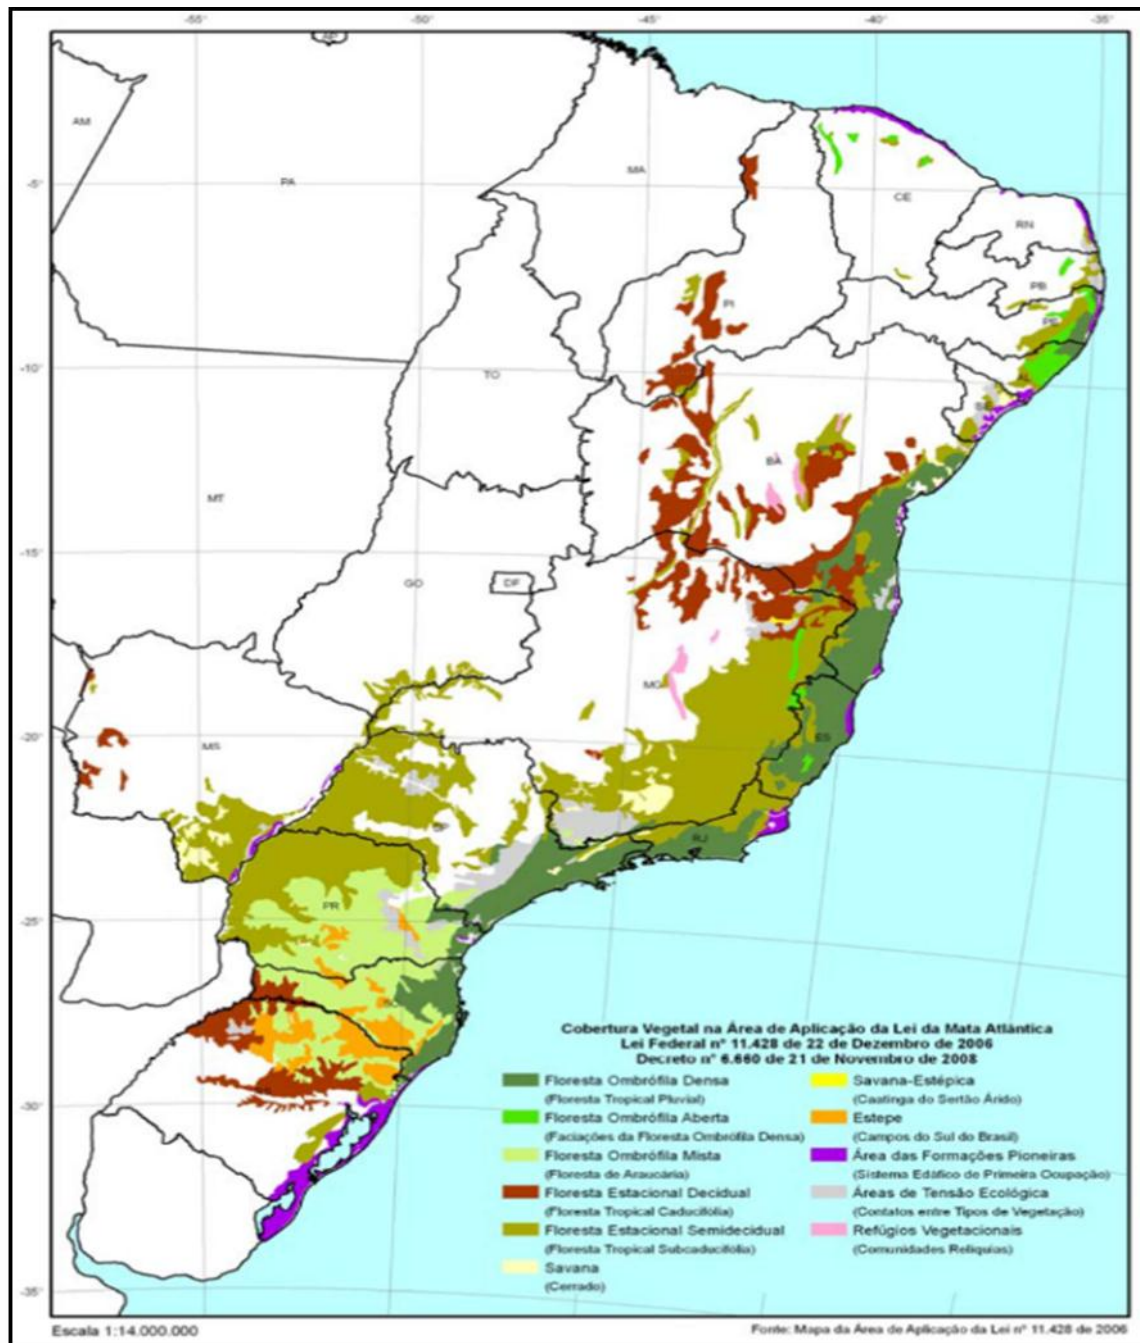 -55 -50 -45 -40 -35
AP
AM
PA
MA
CE
RN
-5
PB
PI
PE
-10
TO
AL
SE
BA
MT
-15
GO
DF
MG
MS
ES
-20
SP
RJ
PR
-25
SC
-30
-35
Cobertura Vegetal na Área de Aplicação da Lei da Mata Atlântica
Lei Federal nº 11.428 de 22 de Dezembro de 2006
Decreto nº 6.660 de 21 de Novembro de 2008
Floresta Ombrófila Densa
(Floresta Tropical Pluvial)
Floresta Ombrófila Aberta
(Faciações da Floresta Ombrófila Densa)
Floresta Ombrófila Mista
(Floresta de Araucária)
Floresta Estacional Decidual
(Floresta Tropical Caducifólia)
Floresta Estacional Semidecidual
(Floresta Tropical Subcaducifólia)
Savana
(Cerrado)
Savana-Estépica
(Caatinga do Sertão Árido)
Estepe
(Campos do Sul do Brasil)
Área das Formações Pioneiras
(Sistema Edáfico de Primeira Ocupação)
Áreas de Tensão Ecológica
(Contatos entre Tipos de Vegetação)
Refúgios Vegetacionais
(Comunidades Relíquias)
Escala 1:14.000.000
Fonte: Mapa da Área de Aplicação da Lei nº 11.428 de 2006